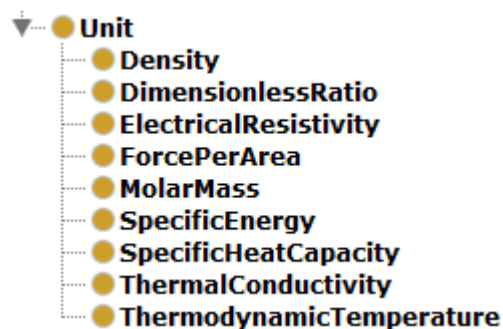 Unit
Density
DimensionlessRatio
ElectricalResistivity
ForcePerArea
MolarMass
SpecificEnergy
SpecificHeatCapacity
ThermalConductivity
ThermodynamicTemperature